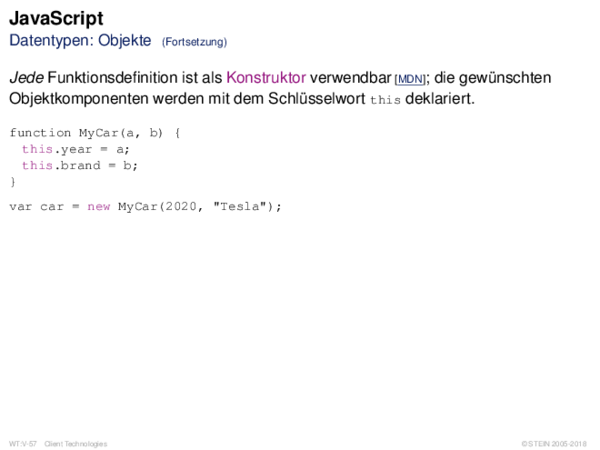 JavaScript
Datentypen: Objekte (Fortsetzung)
Jede Funktionsdefinition ist als Konstruktor verwendbar [MDN]; die gewünschten
Objektkomponenten werden mit dem Schlüsselwort this deklariert.
function MyCar(a, b) {
this.year = a;
this.brand = b;
}
var car = new MyCar(2020, "Tesla");
WT:V-57 Client Technologies ©STEIN 2005-2018